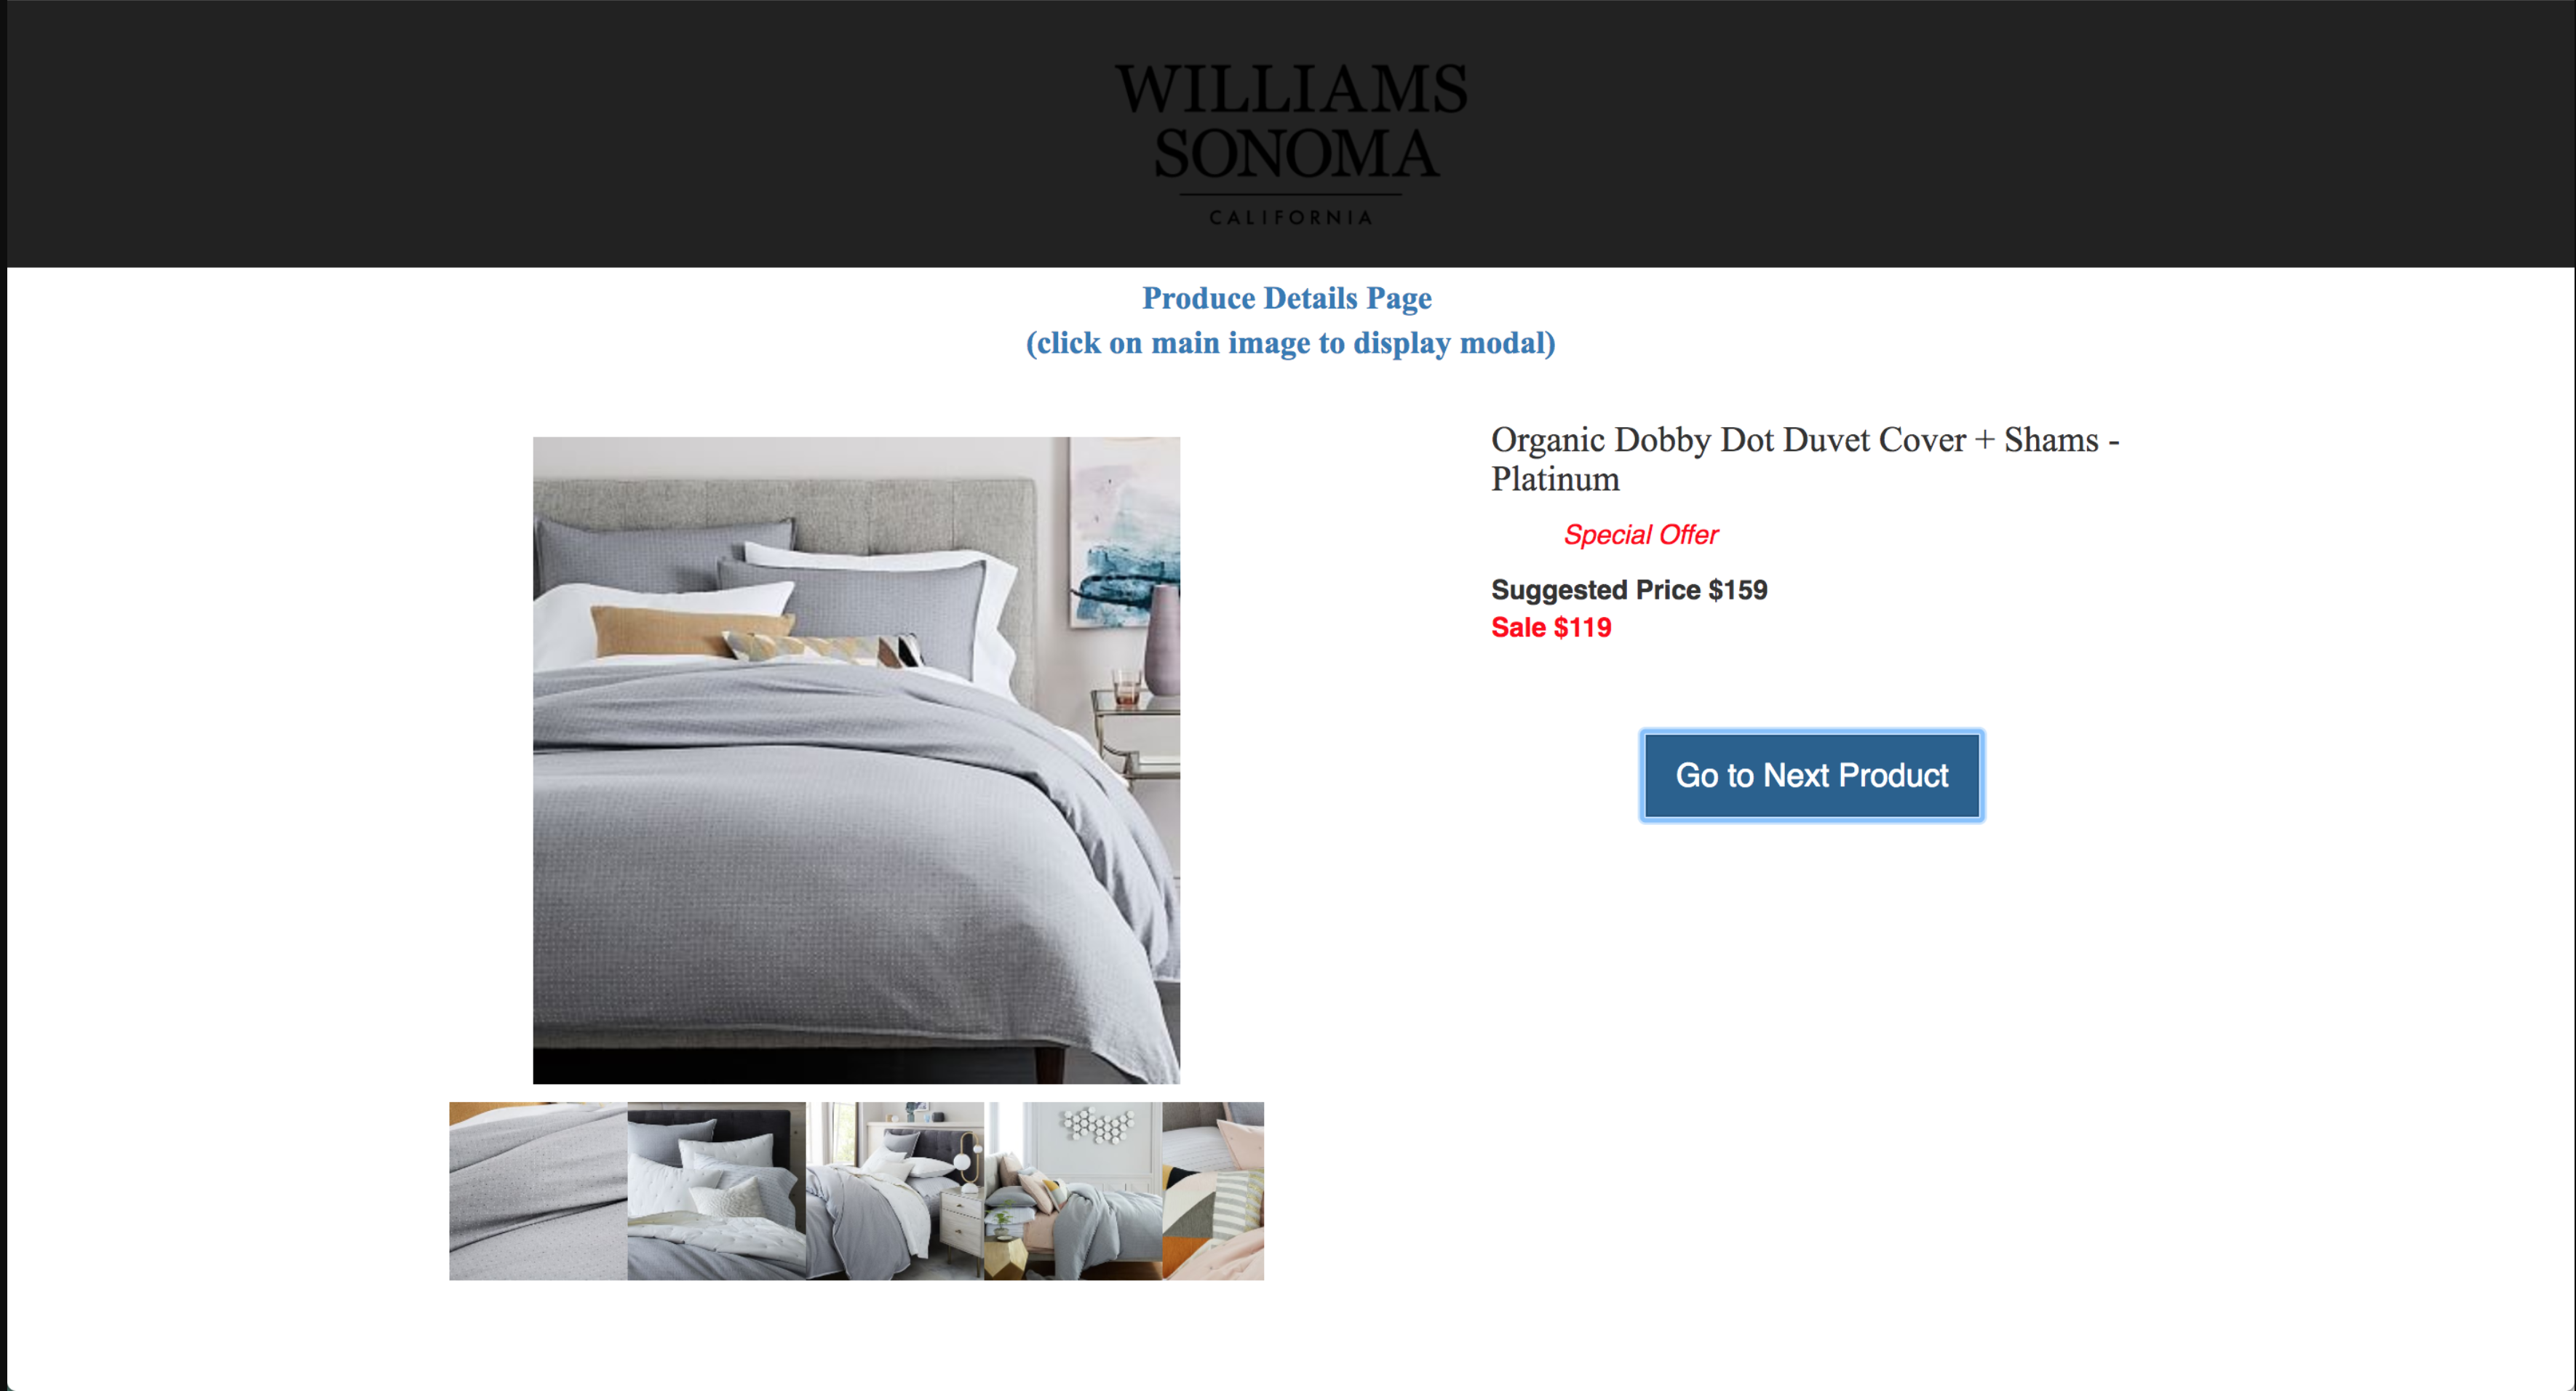 WILLIAMS
SONOMA
CALIFORNIA
Produce Details Page
(click on main image to display modal)
Organic Dobby Dot Duvet Cover + Shams -
Platinum
Special Offer
Suggested Price $159
Sale $119
Go to Next Product